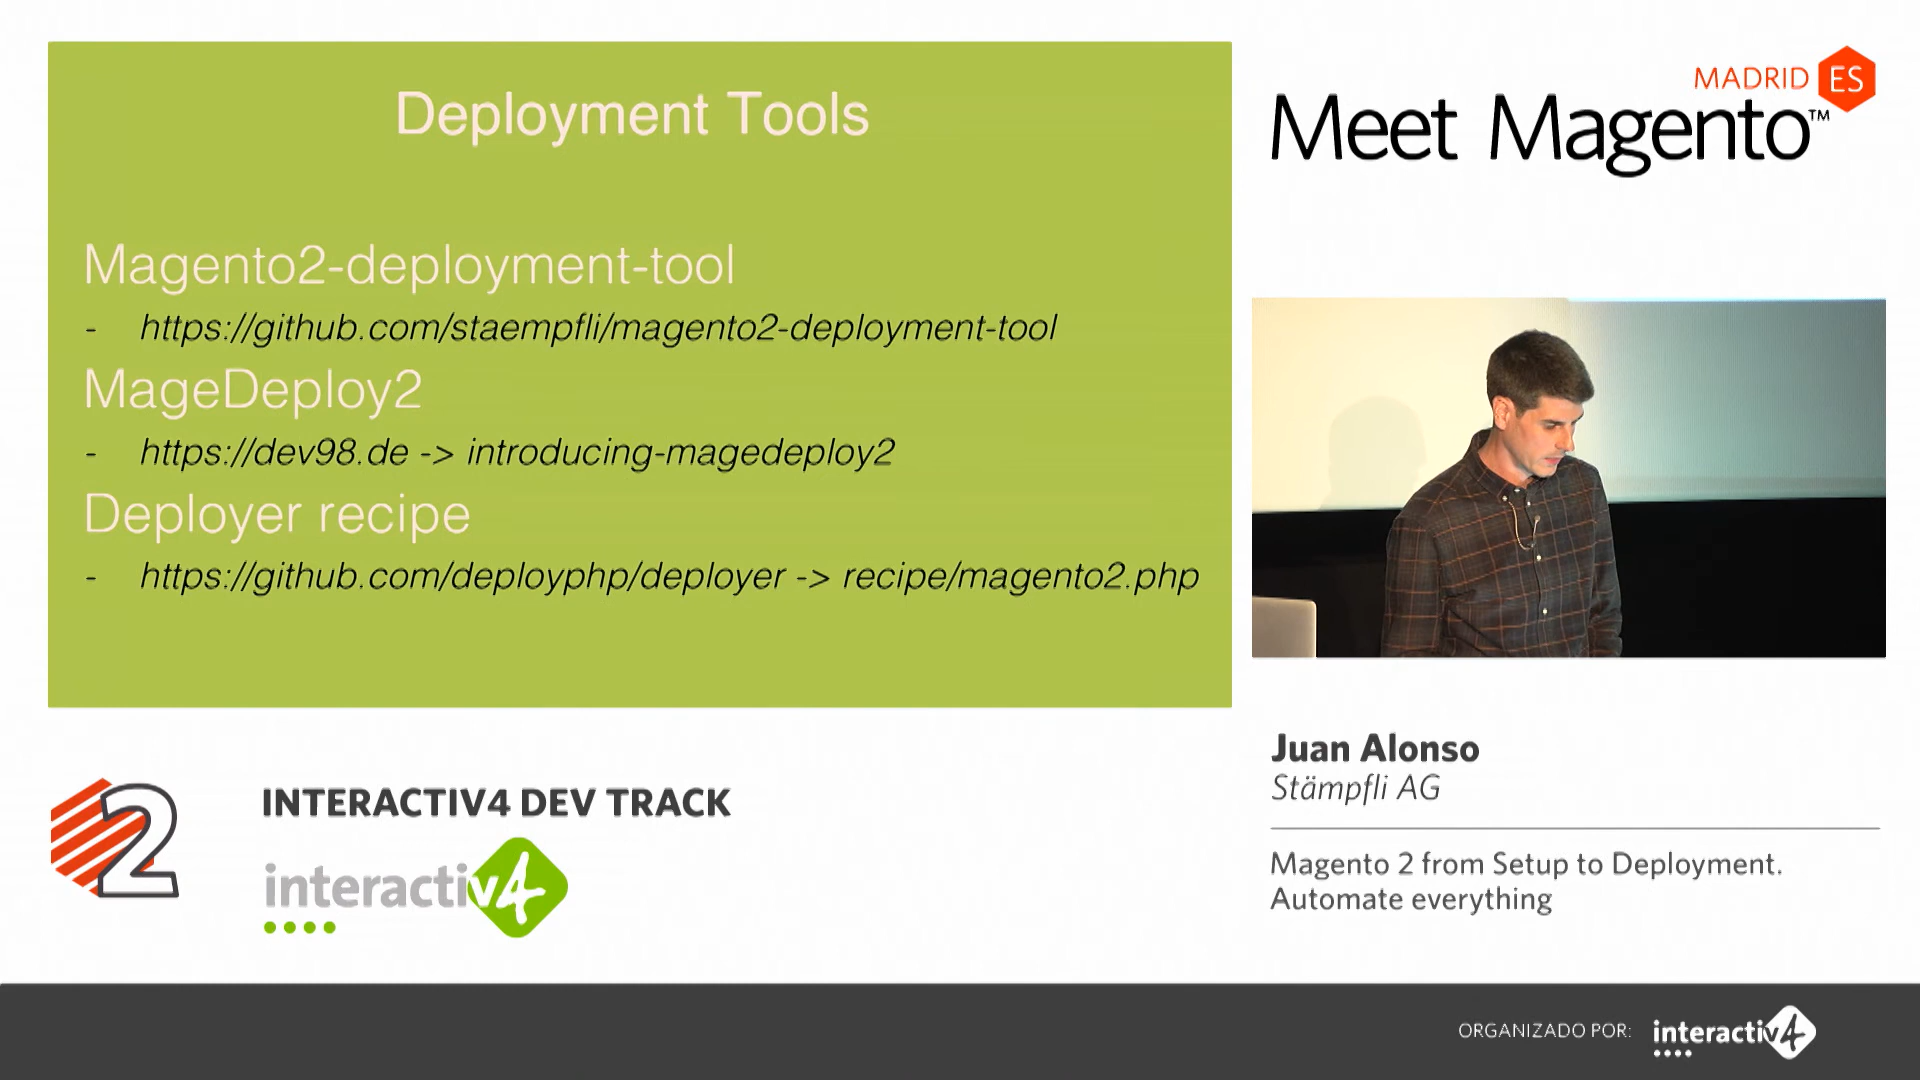 Deployment Tools
Magento2-deployment-tool
- https://github.com/staempfli/magento2-deployment-tool
MageDeploy2
- https://dev98.de -> introducing-magedeploy2
Deployer recipe
- https://github.com/deployphp/deployer -> recipe/magento2.php
MADRID ES
Meet Magento™
Juan Alonso
Stämpfli AG
Magento 2 from Setup to Deployment.
Automate everything
2
INTERACTIV4 DEV TRACK
interactiv4
ORGANIZADO POR: interactiv4